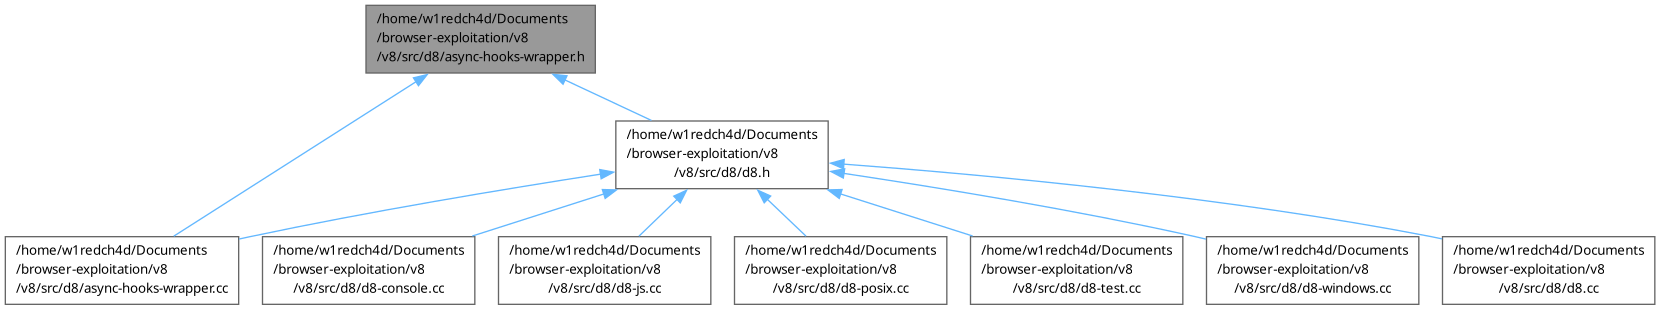 /home/w1redch4d/Documents
/browser-exploitation/v8
/v8/src/d8/async-hooks-wrapper.h
/home/w1redch4d/Documents
/browser-exploitation/v8
/v8/src/d8/d8.h
/home/w1redch4d/Documents
/browser-exploitation/v8
/v8/src/d8/async-hooks-wrapper.cc
/home/w1redch4d/Documents
/browser-exploitation/v8
/v8/src/d8/d8-console.cc
/home/w1redch4d/Documents
/browser-exploitation/v8
/v8/src/d8/d8-js.cc
/home/w1redch4d/Documents
/browser-exploitation/v8
/v8/src/d8/d8-posix.cc
/home/w1redch4d/Documents
/browser-exploitation/v8
/v8/src/d8/d8-test.cc
/home/w1redch4d/Documents
/browser-exploitation/v8
/v8/src/d8/d8-windows.cc
/home/w1redch4d/Documents
/browser-exploitation/v8
/v8/src/d8/d8.cc